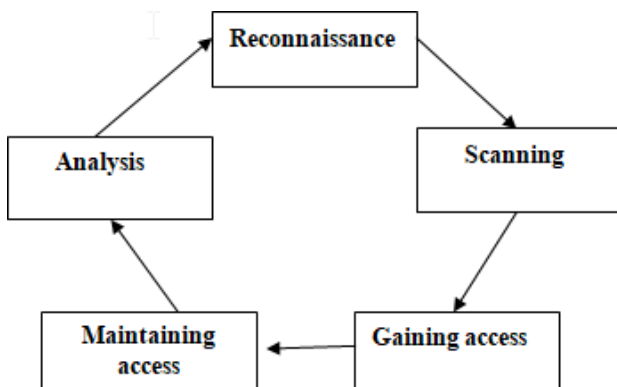 Reconnaissance
Scanning
Analysis
Gaining access
Maintaining
access